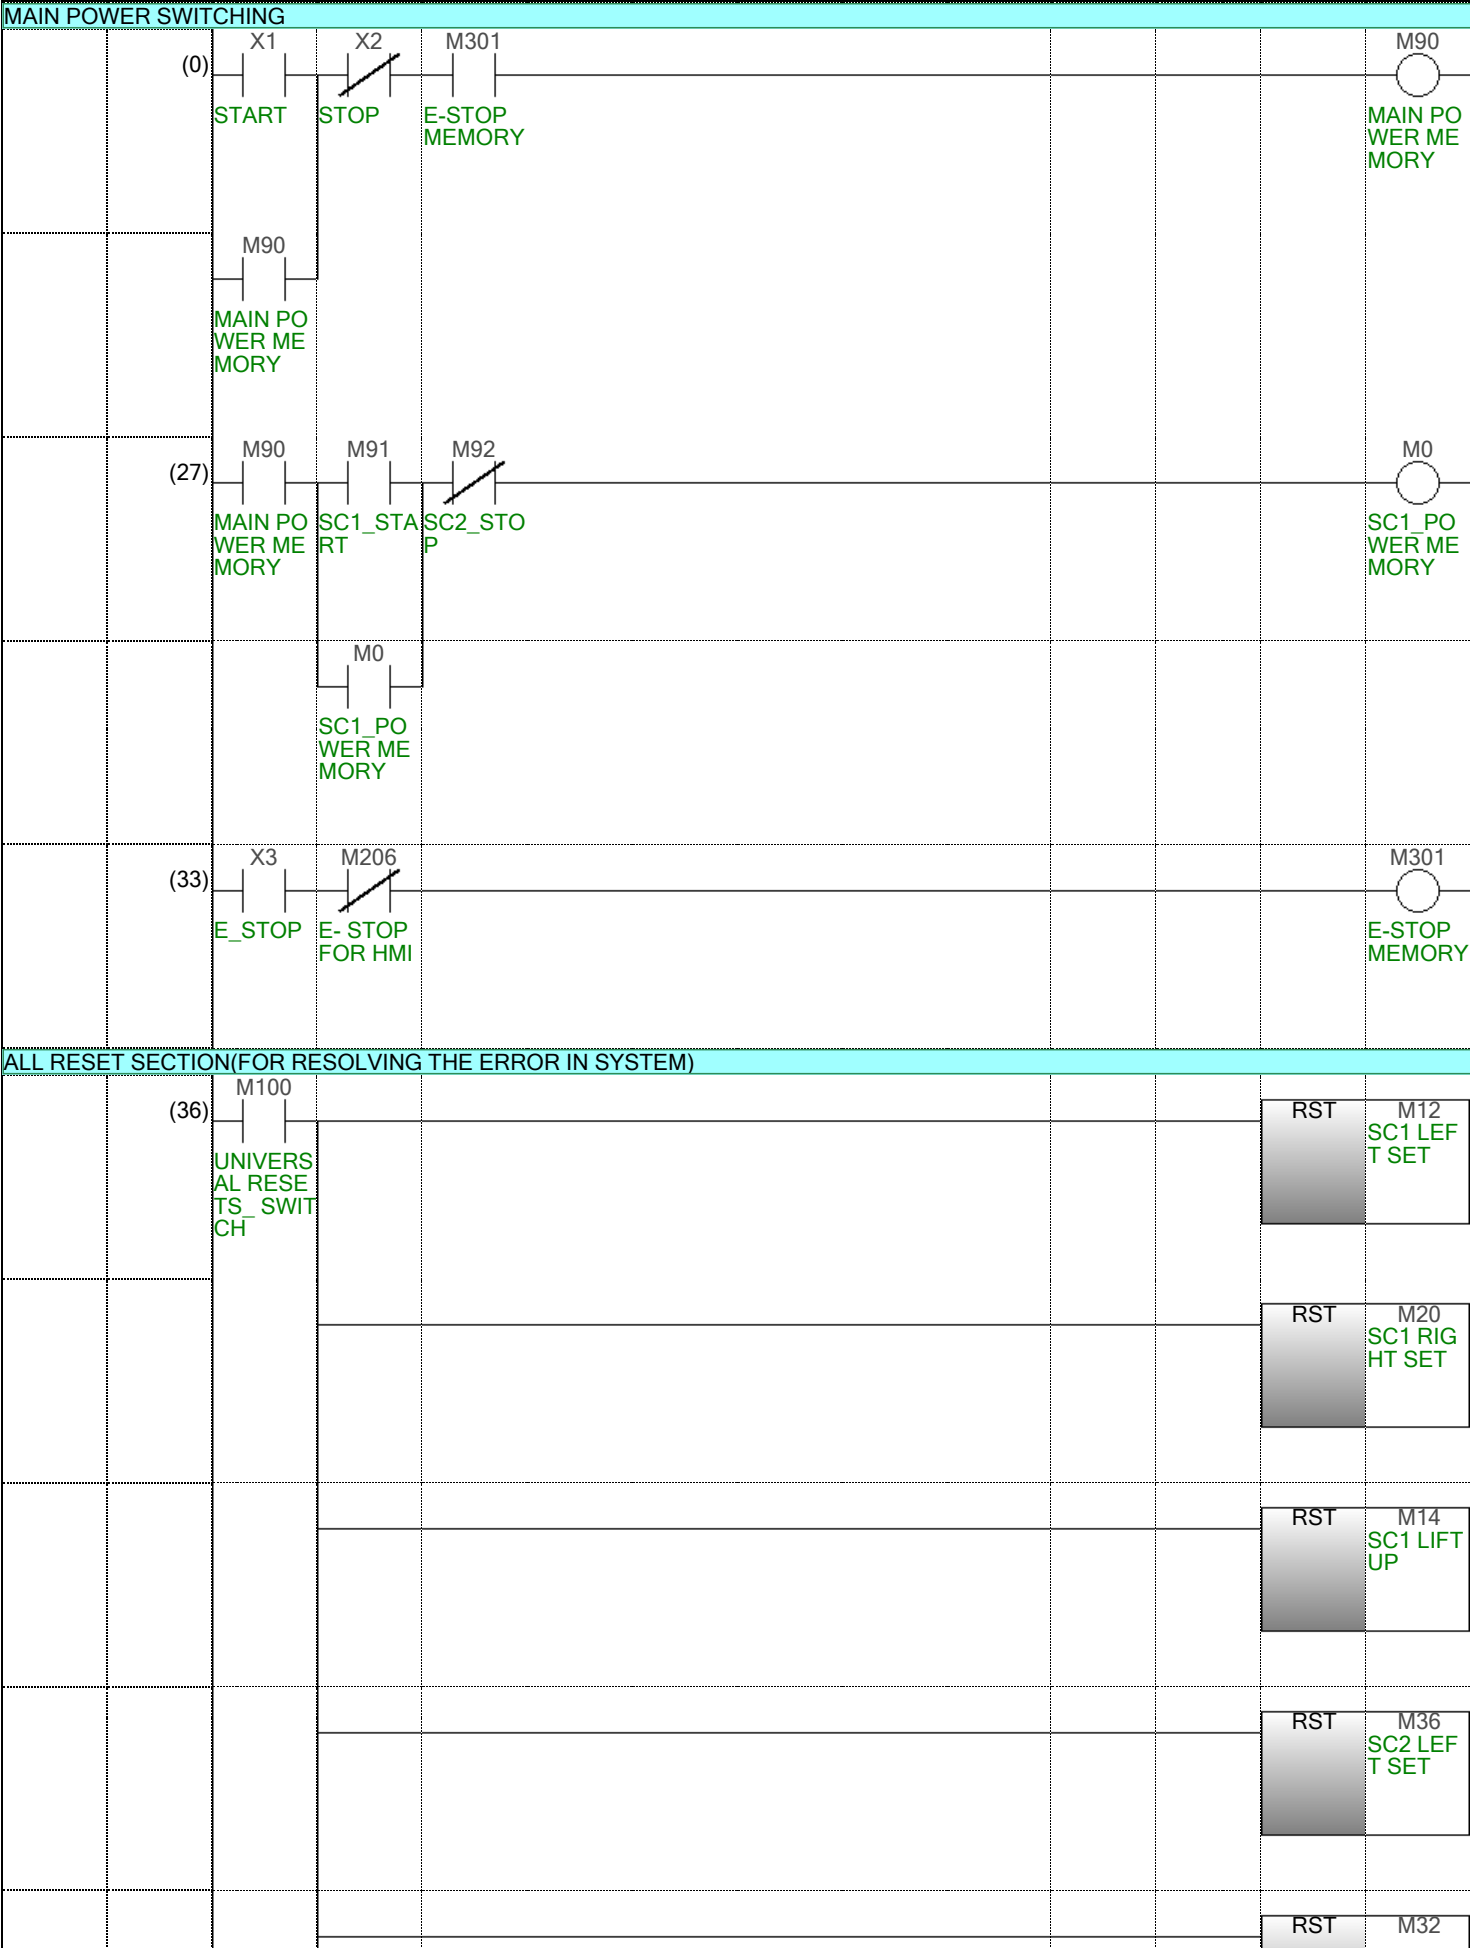 MAIN POWER SWITCHING
X1 X2 M301 M90
(0)
START STOP E-STOP MAIN PO
MEMORY WER ME
MORY
M90
MAIN PO
WER ME
MORY
M90 M91 M92 M0
(27)
MAIN PO SC1_STA SC2_STO SC1_PO
WER ME RT P WER ME
MORY MORY
M0
SC1_PO
WER ME
MORY
X3 M206 M301
(33)
E_STOP E- STOP E-STOP
FOR HMI MEMORY
ALL RESET SECTION(FOR RESOLVING THE ERROR IN SYSTEM)
M100
(36) RST M12
SC1 LEF
T SET
UNIVERS
AL RESE
TS_ SWIT
CH
RST M20
SC1 RIG
HT SET
RST M14
SC1 LIFT
UP
RST M36
SC2 LEF
T SET
RST M32